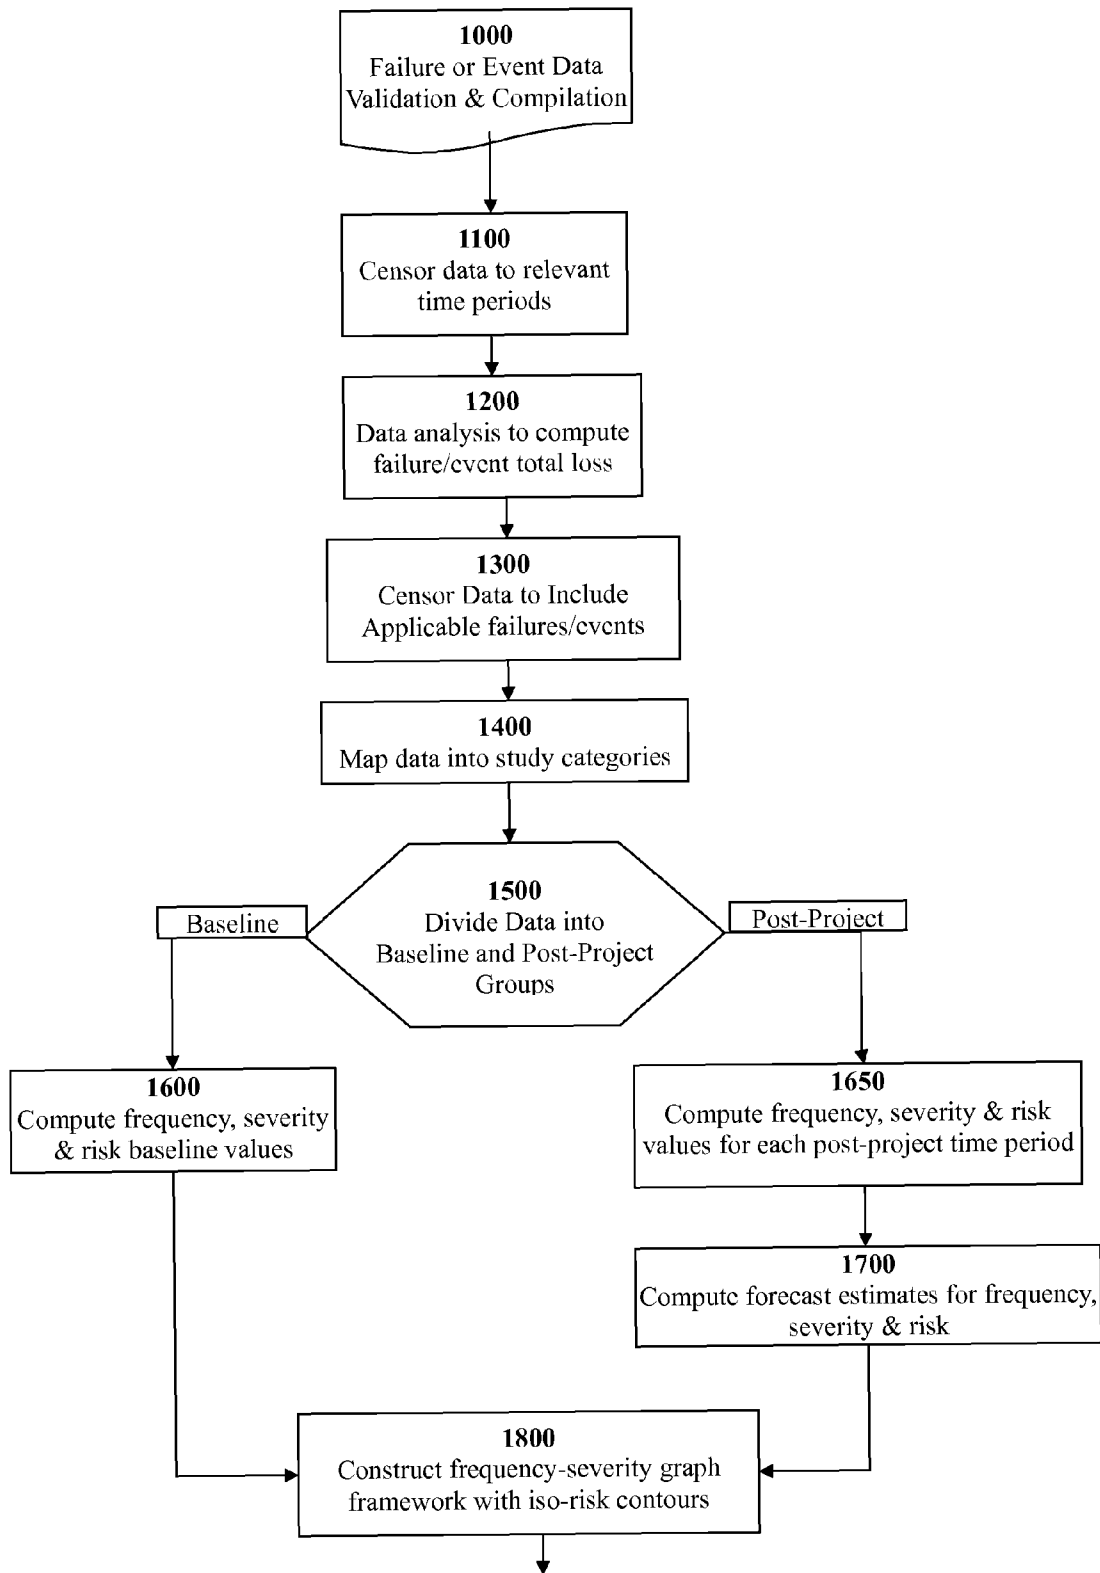 1000
Failure or Event Data
Validation & Compilation
1100
Censor data to relevant
time periods
1200
Data analysis to compute
failure/event total loss
1300
Censor Data to Include
Applicable failures/events
1400
Map data into study categories
1500
Divide Data into
Baseline and Post-Project
Groups
Baseline
Post-Project
1600
Compute frequency, severity
& risk baseline values
1650
Compute frequency, severity & risk
values for each post-project time period
1700
Compute forecast estimates for frequency,
severity & risk
1800
Construct frequency-severity graph
framework with iso-risk contours